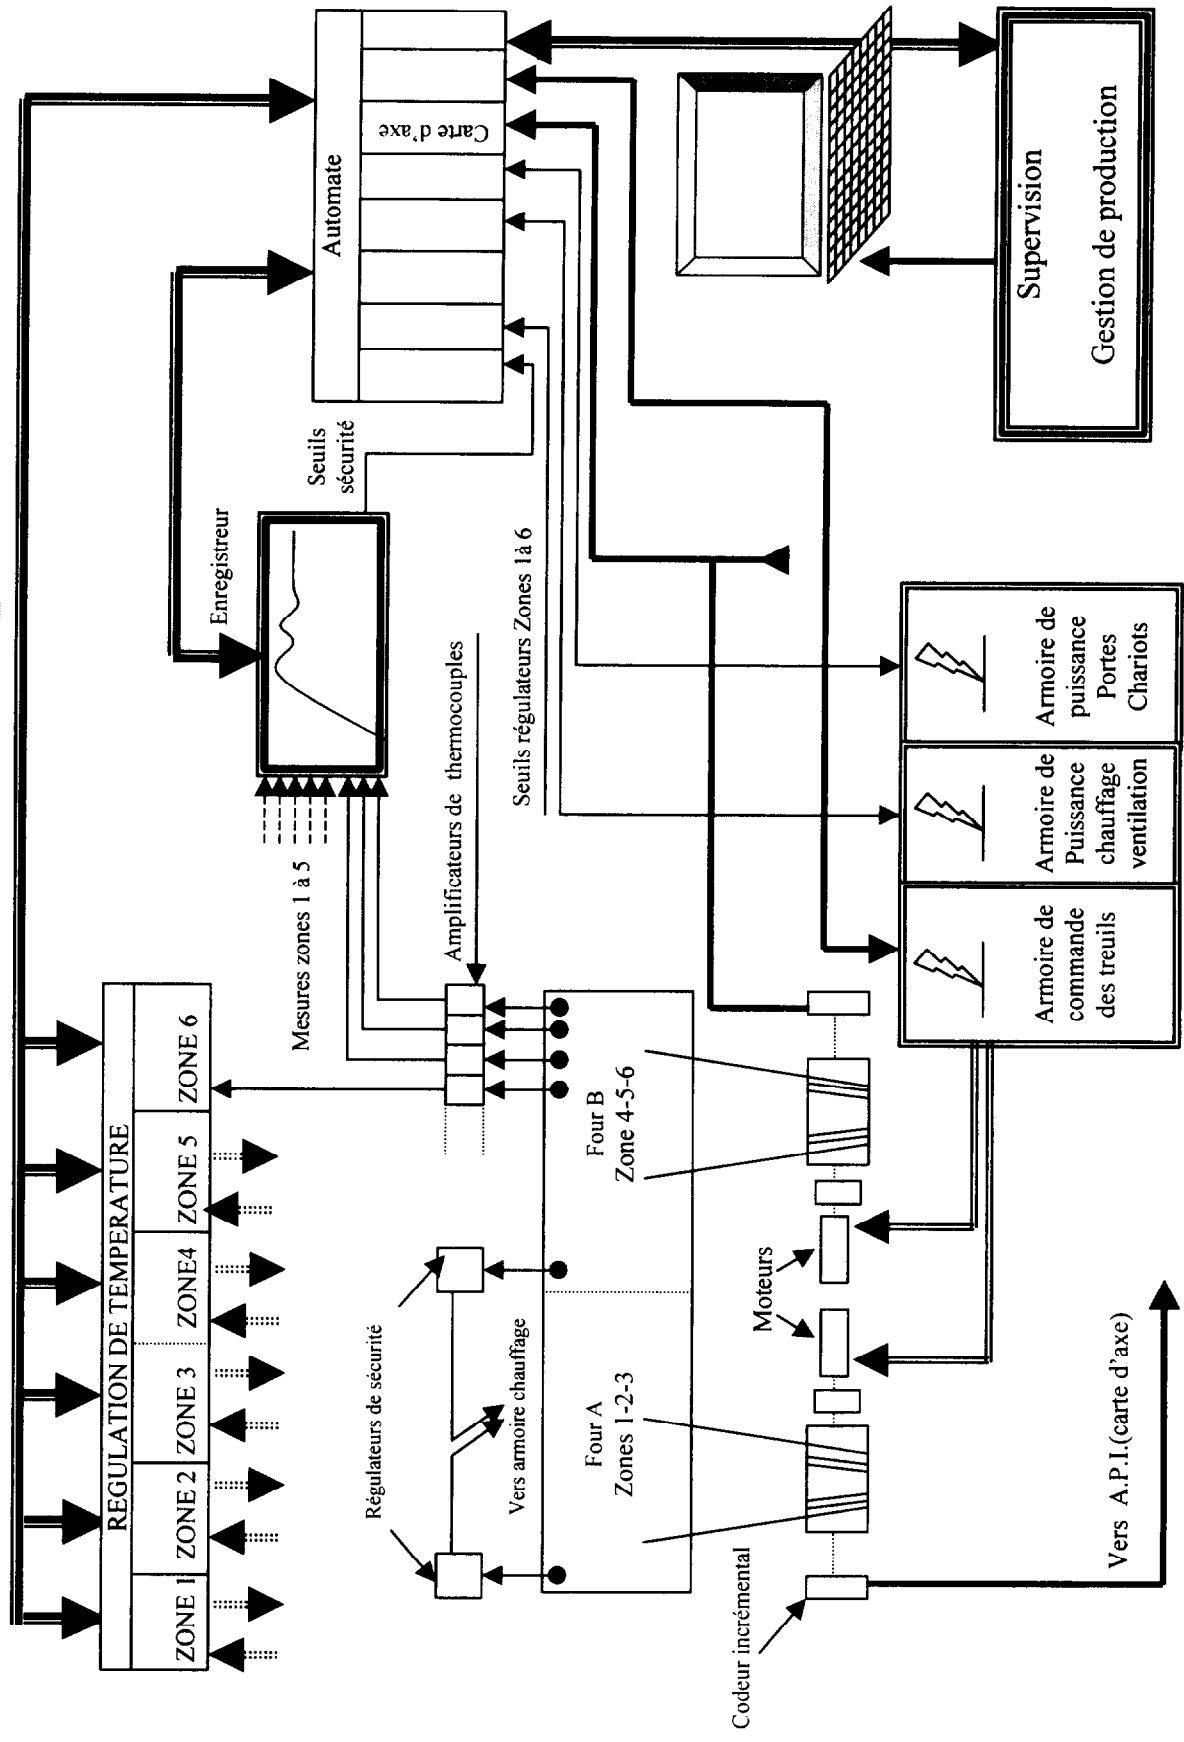 REGULATION DE TEMPERATURE
ZONE 1
ZONE 2
ZONE 3
ZONE4
ZONE 5
ZONE 6
Mesures zones 1 à 5
Enregistreur
Seuils
sécurité
Automate
Carte d'axe
Régulateurs de sécurité
Vers armoire chauffage
Amplificateurs de thermocouples
Seuils régulateurs Zones 1à 6
Four A
Zones 1-2-3
Four B
Zone 4-5-6
Codeur incrémental
Moteurs
Vers A.P.I.(carte d'axe)
Armoire de
commande
des treuils
Armoire de
Puissance
chauffage
ventilation
Armoire de
puissance
Portes
Chariots
Supervision
Gestion de production